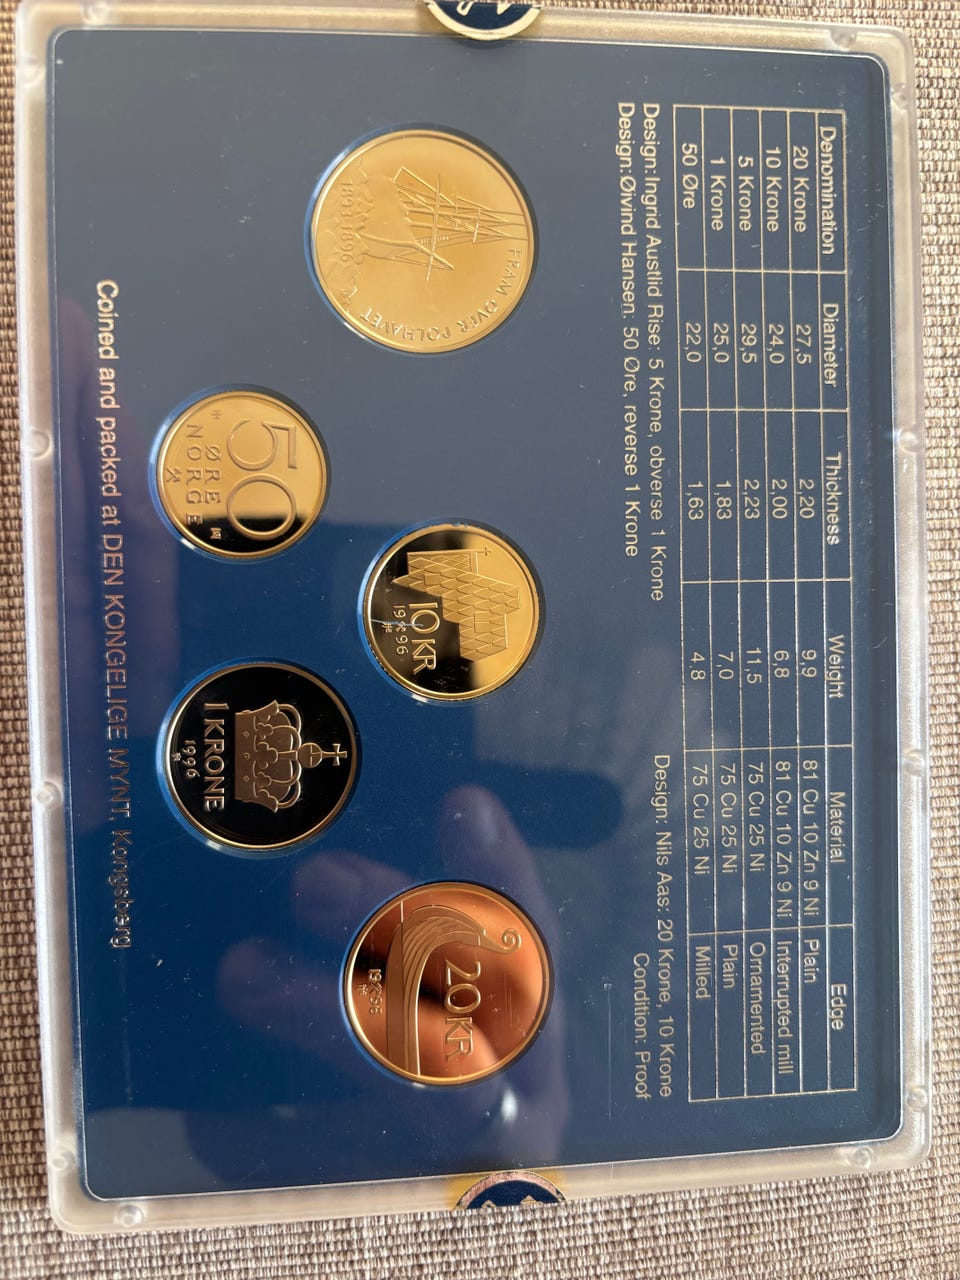 Denomination Diameter Thickness Weight Material Edge
20 Krone 27,5 2,20 9,9 81 Cu 10 Zn 9 Ni Plain
10 Krone 24,0 2,00 6,8 81 Cu 10 Zn 9 Ni Interrupted mill
5 Krone 29,5 2,23 11,5 75 Cu 25 Ni Ornamented
1 Krone 25,0 1,83 7,0 75 Cu 25 Ni Plain
50 Øre 22,0 1,63 4,8 75 Cu 25 Ni Milled
Design: Ingrid Austlid Rise: 5 Krone, obverse 1 Krone
Design: Øivind Hansen: 50 Øre, reverse 1 Krone
Design: Nils Aas: 20 Krone, 10 Krone
Condition: Proof
FRAM OVER POLHAVET
1893-1896
10 KR
19 96
20 KR
19 96
50
ØRE
NORGE
1 KRONE
1996
Coined and packed at DEN KONGELIGE MYNT, Kongsberg